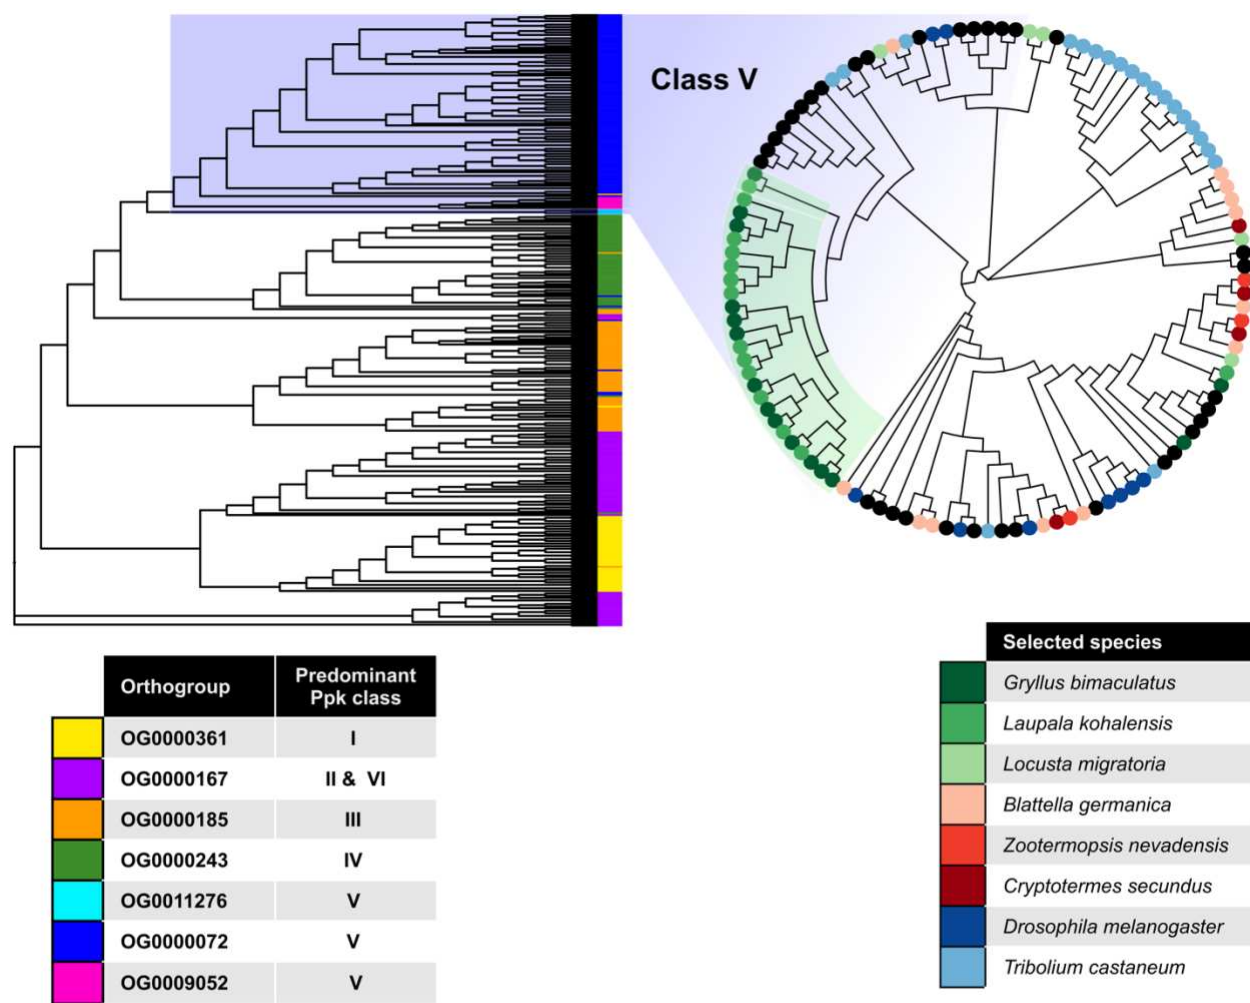 Class V
Orthogroup Predominant Ppk class
OG0000361 I
OG0000167 II & VI
OG0000185 III
OG0000243 IV
OG0011276 V
OG0000072 V
OG0009052 V
Selected species
Gryllus bimaculatus
Laupala kohalensis
Locusta migratoria
Blattella germanica
Zootermopsis nevadensis
Cryptotermes secundus
Drosophila melanogaster
Tribolium castaneum